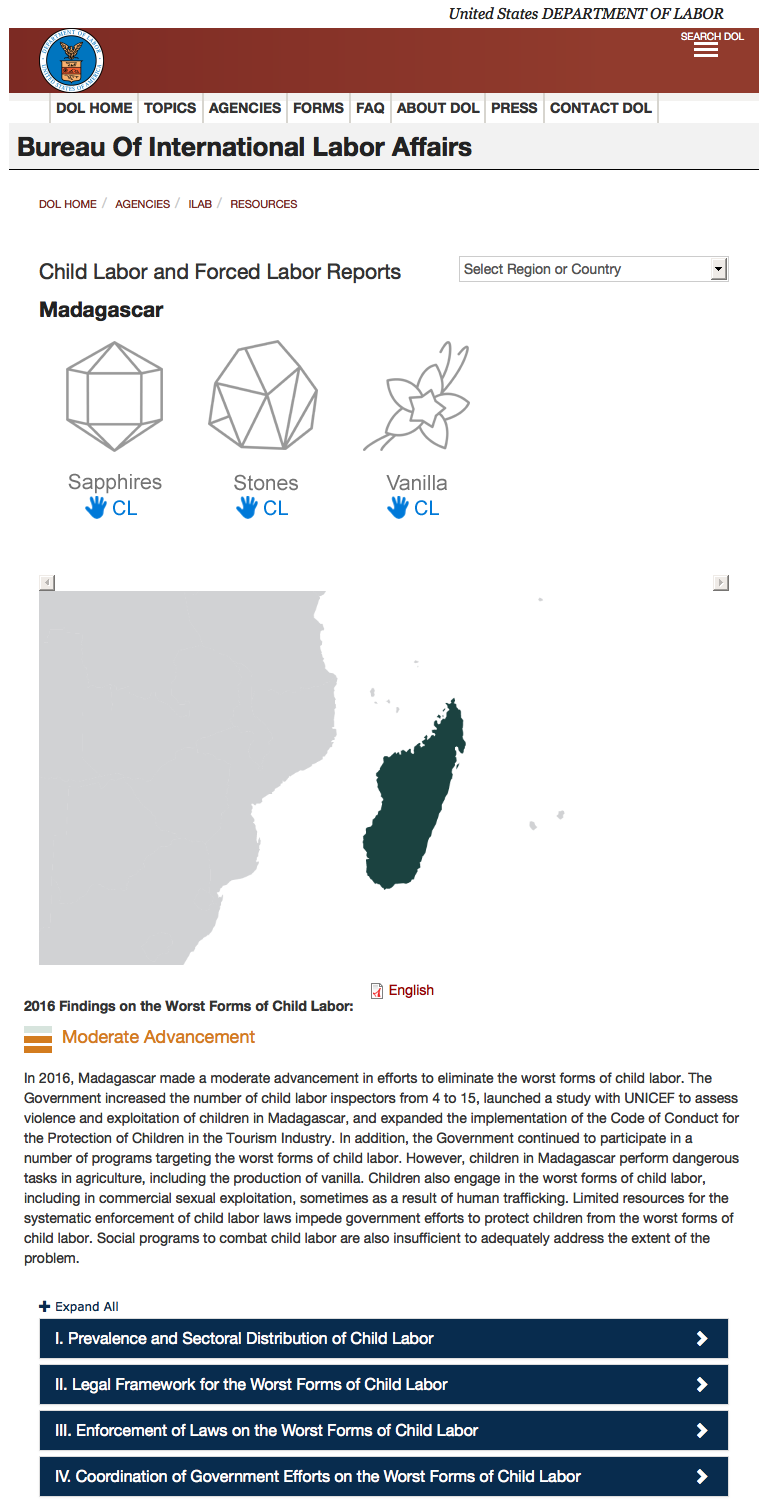 United States DEPARTMENT OF LABOR
SEARCH DOL
DOL HOME TOPICS AGENCIES FORMS FAQ ABOUT DOL PRESS CONTACT DOL
Bureau Of International Labor Affairs
DOL HOME / AGENCIES / ILAB / RESOURCES
Child Labor and Forced Labor Reports
Select Region or Country
Madagascar
Sapphires Stones Vanilla
CL CL CL
English
2016 Findings on the Worst Forms of Child Labor:
Moderate Advancement
In 2016, Madagascar made a moderate advancement in efforts to eliminate the worst forms of child labor. The
Government increased the number of child labor inspectors from 4 to 15, launched a study with UNICEF to assess
violence and exploitation of children in Madagascar, and expanded the implementation of the Code of Conduct for
the Protection of Children in the Tourism Industry. In addition, the Government continued to participate in a
number of programs targeting the worst forms of child labor. However, children in Madagascar perform dangerous
tasks in agriculture, including the production of vanilla. Children also engage in the worst forms of child labor,
including in commercial sexual exploitation, sometimes as a result of human trafficking. Limited resources for the
systematic enforcement of child labor laws impede government efforts to protect children from the worst forms of
child labor. Social programs to combat child labor are also insufficient to adequately address the extent of the
problem.
Expand All
I. Prevalence and Sectoral Distribution of Child Labor
II. Legal Framework for the Worst Forms of Child Labor
III. Enforcement of Laws on the Worst Forms of Child Labor
IV. Coordination of Government Efforts on the Worst Forms of Child Labor